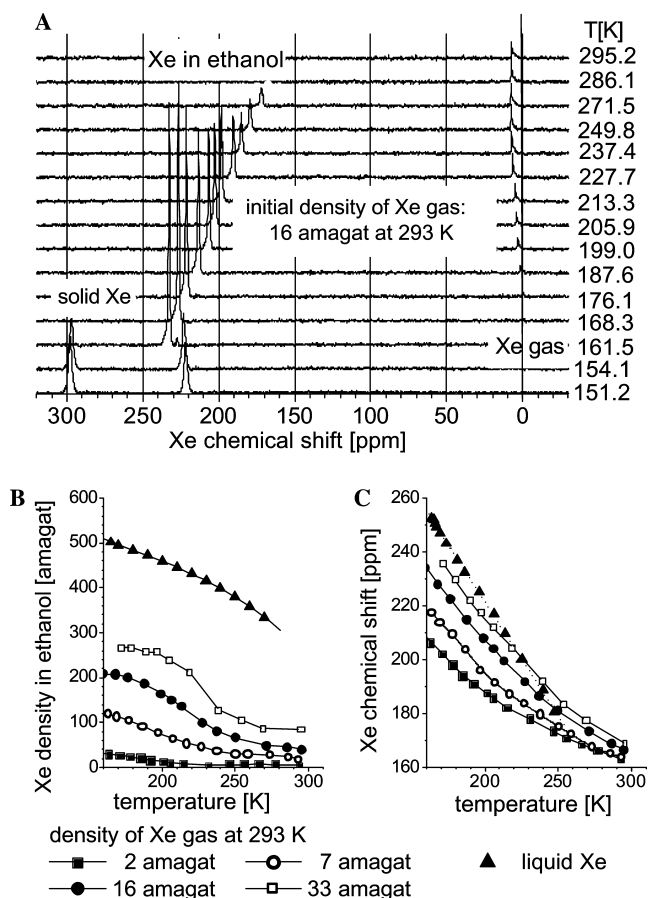 A
T[K]
Xe in ethanol
295.2
286.1
271.5
249.8
237.4
227.7
initial density of Xe gas:
16 amagat at 293 K
213.3
205.9
199.0
187.6
solid Xe
176.1
168.3
Xe gas
161.5
154.1
151.2
300 250 200 150 100 50 0
Xe chemical shift [ppm]
B
Xe density in ethanol [amagat]
600
500
400
300
200
100
0
200 250 300
temperature [K]
C
Xe chemical shift [ppm]
260
240
220
200
180
160
200 250 300
temperature [K]
density of Xe gas at 293 K
2 amagat 7 amagat liquid Xe
16 amagat 33 amagat